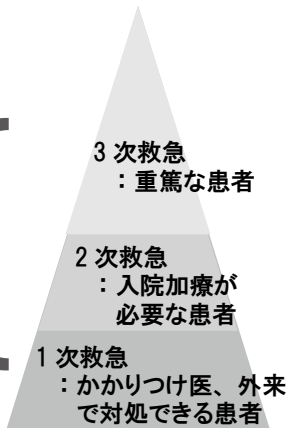 3 次救急
：重篤な患者
2 次救急
：入院加療が
必要な患者
1 次救急
：かかりつけ医、外来
で対処できる患者